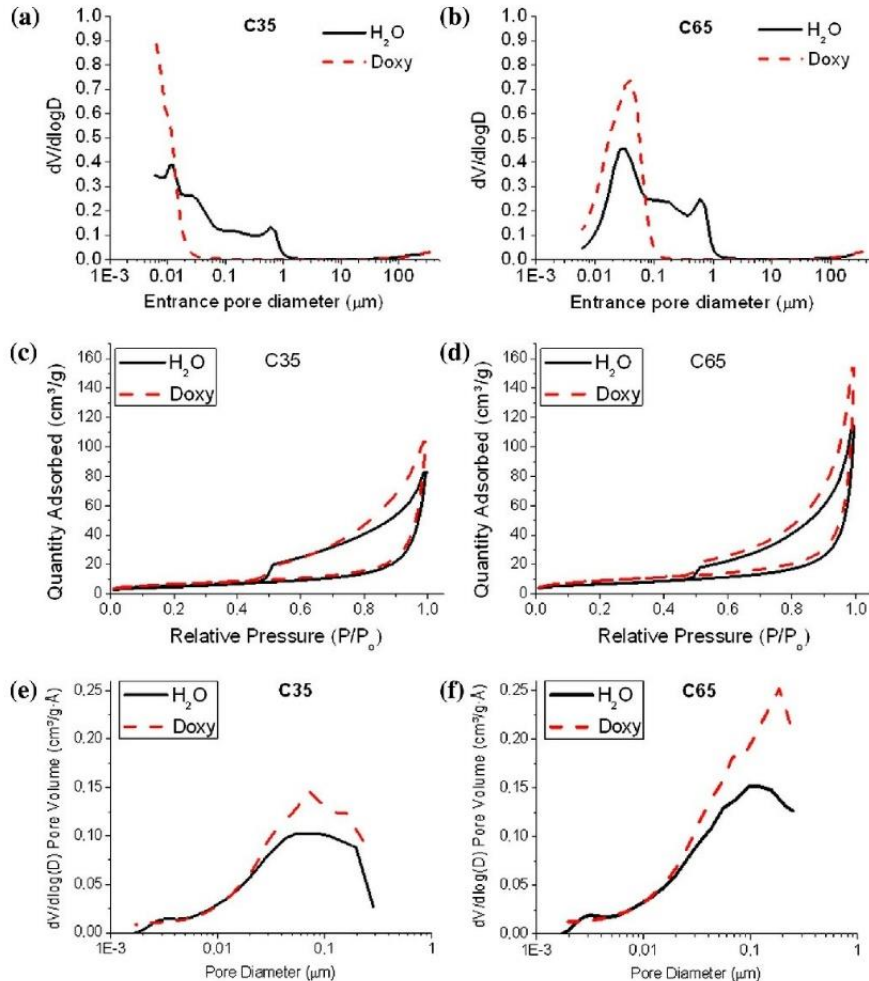 (a)
C35
H₂O
Doxy
dV/dlogD
1.0
0.9
0.8
0.7
0.6
0.5
0.4
0.3
0.2
0.1
0.0
1E-3 0.01 0.1 1 10 100
Entrance pore diameter (μm)
(b)
C65
H₂O
Doxy
dV/dlogD
1.0
0.9
0.8
0.7
0.6
0.5
0.4
0.3
0.2
0.1
0.0
1E-3 0.01 0.1 1 10 100
Entrance pore diameter (μm)
(c)
C35
H₂O
Doxy
Quantity Adsorbed (cm³/g)
160
140
120
100
80
60
40
20
0
0.0 0.2 0.4 0.6 0.8 1.0
Relative Pressure (P/Pₒ)
(d)
C65
H₂O
Doxy
Quantity Adsorbed (cm³/g)
160
140
120
100
80
60
40
20
0
0.0 0.2 0.4 0.6 0.8 1.0
Relative Pressure (P/Pₒ)
(e)
C35
H₂O
Doxy
dV/dlog(D) Pore Volume (cm³/g·Å)
0,25
0,20
0,15
0,10
0,05
0,00
1E-3 0,01 0,1 1
Pore Diameter (μm)
(f)
C65
H₂O
Doxy
dV/dlog(D) Pore Volume (cm³/g·Å)
0,25
0,20
0,15
0,10
0,05
0,00
1E-3 0,01 0,1 1
Pore Diameter (μm)